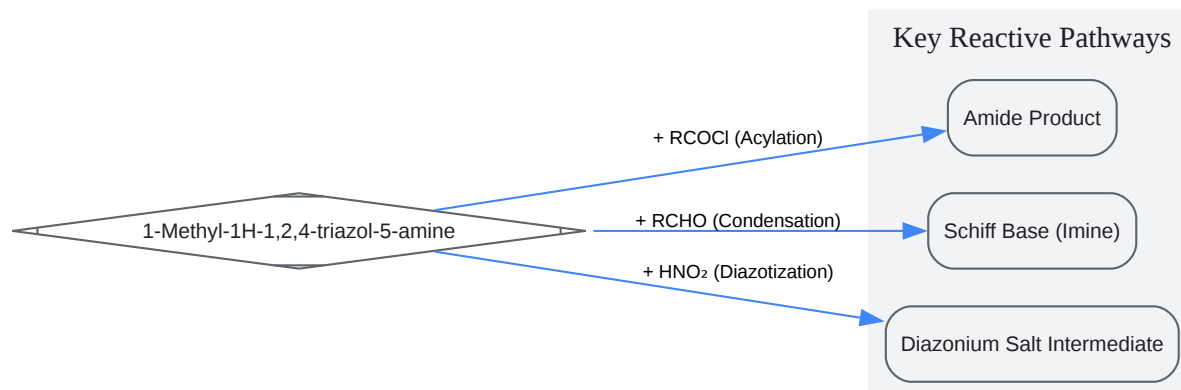 Key Reactive Pathways
+ RCOCl (Acylation)
Amide Product
1-Methyl-1H-1,2,4-triazol-5-amine
+ RCHO (Condensation)
Schiff Base (Imine)
+ HNO₂ (Diazotization)
Diazonium Salt Intermediate